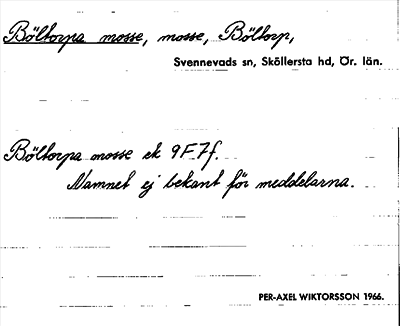 Böltorpa mosse, mosse, Böltorp,
Svennevads sn, Sköllersta hd, Ör. län.
Böltorpa mosse ek 9F7f.
Namnet ej bekant för meddelarna.
PER-AXEL WIKTORSSON 1966.